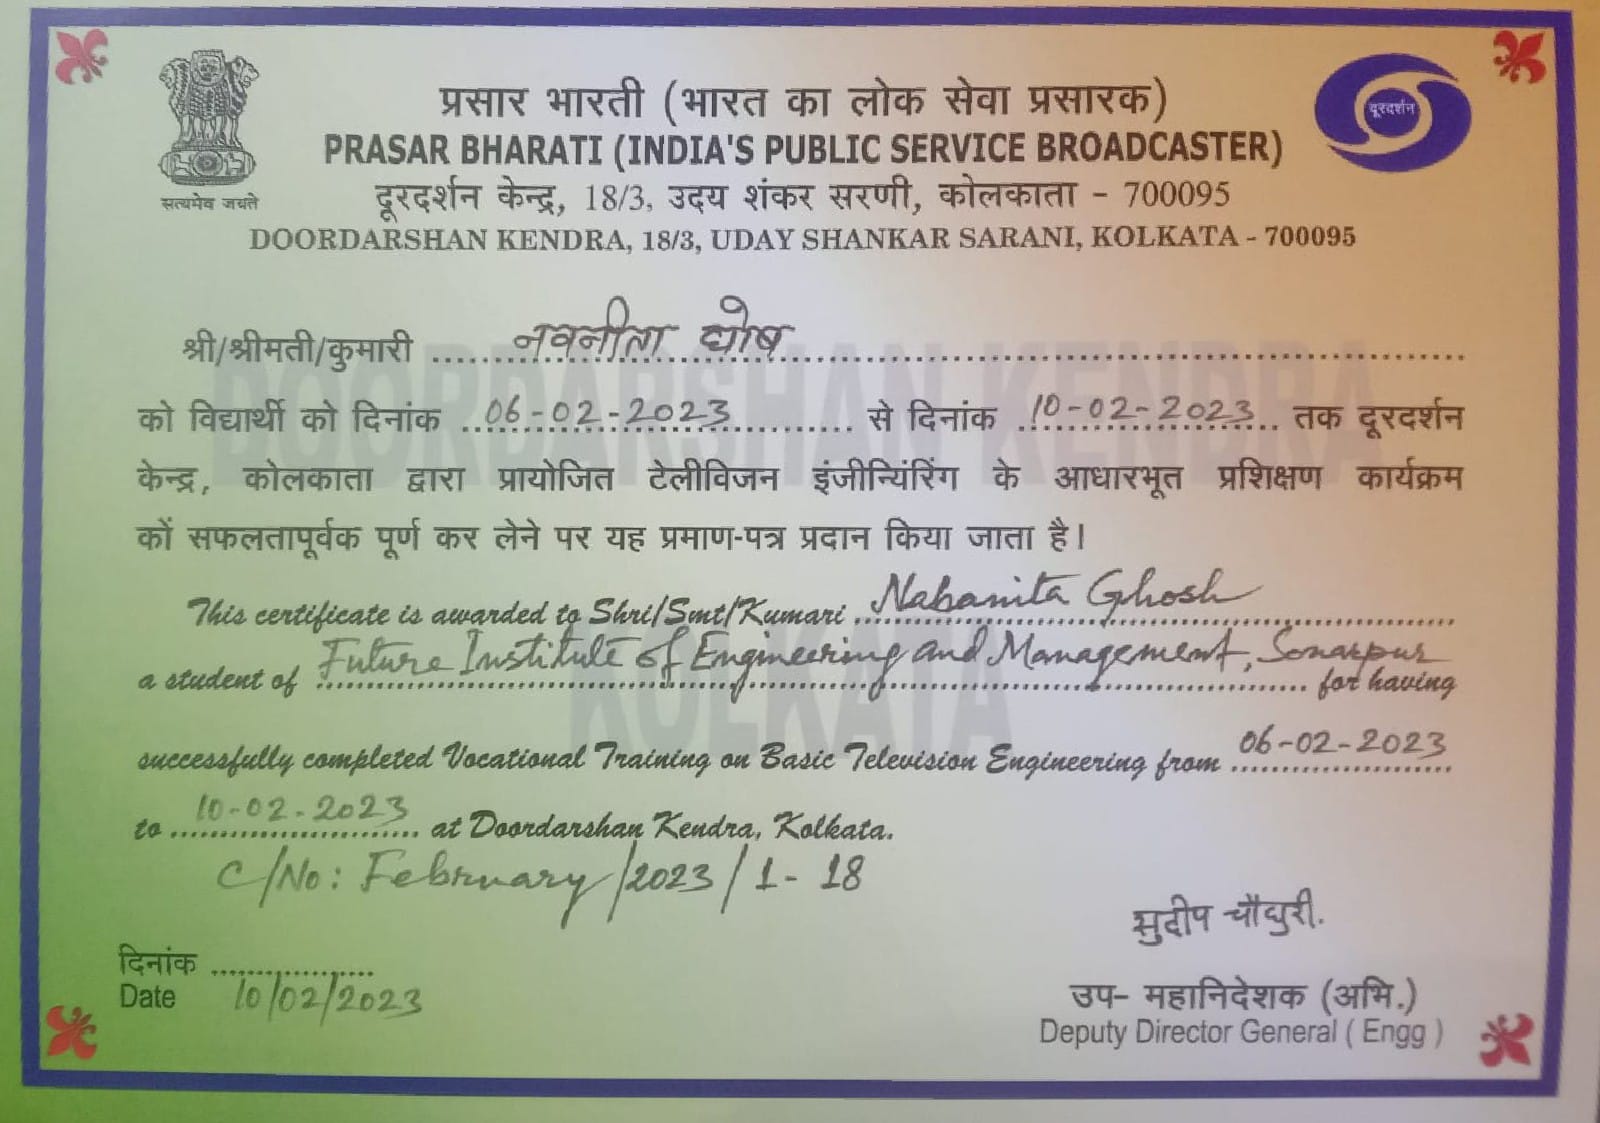 सत्यमेव जयते
प्रसार भारती (भारत का लोक सेवा प्रसारक)
दूरदर्शन
PRASAR BHARATI (INDIA'S PUBLIC SERVICE BROADCASTER)
दूरदर्शन केन्द्र, 18/3, उदय शंकर सरणी, कोलकाता - 700095
DOORDARSHAN KENDRA, 18/3, UDAY SHANKAR SARANI, KOLKATA - 700095
DOORDARSHAN KENDRA
KOLKATA
श्री/श्रीमती/कुमारी नवनीता घोष
को विद्यार्थी को दिनांक 06-02-2023 से दिनांक 10-02-2023 तक दूरदर्शन
केन्द्र, कोलकाता द्वारा प्रायोजित टेलीविजन इंजीन्यिंरिंग के आधारभूत प्रशिक्षण कार्यक्रम
कों सफलतापूर्वक पूर्ण कर लेने पर यह प्रमाण-पत्र प्रदान किया जाता है।
This certificate is awarded to Shri/Smt/Kumari Nabanita Ghosh
a student of Future Institute of Engineering and Management, Sonarpur for having
successfully completed Vocational Training on Basic Television Engineering from 06-02-2023
to 10-02-2023 at Doordarshan Kendra, Kolkata.
C/No: February/2023/1-18
सुदीप चौधुरी.
दिनांक
Date 10/02/2023
उप- महानिदेशक (अभि.)
Deputy Director General ( Engg )